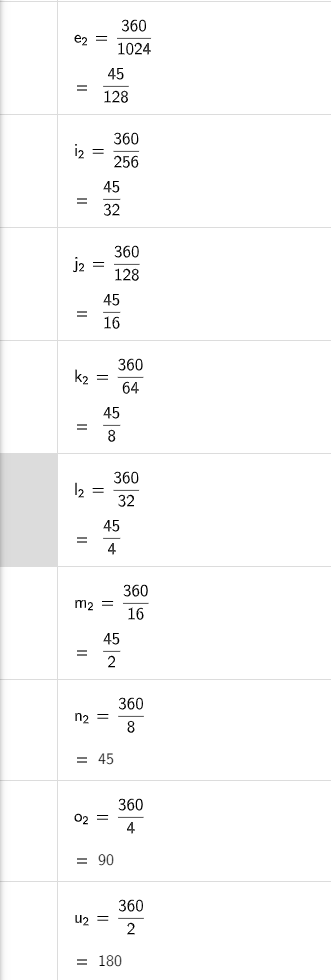 e₂ = 360/1024
= 45/128
i₂ = 360/256
= 45/32
j₂ = 360/128
= 45/16
k₂ = 360/64
= 45/8
l₂ = 360/32
= 45/4
m₂ = 360/16
= 45/2
n₂ = 360/8
= 45
o₂ = 360/4
= 90
u₂ = 360/2
= 180